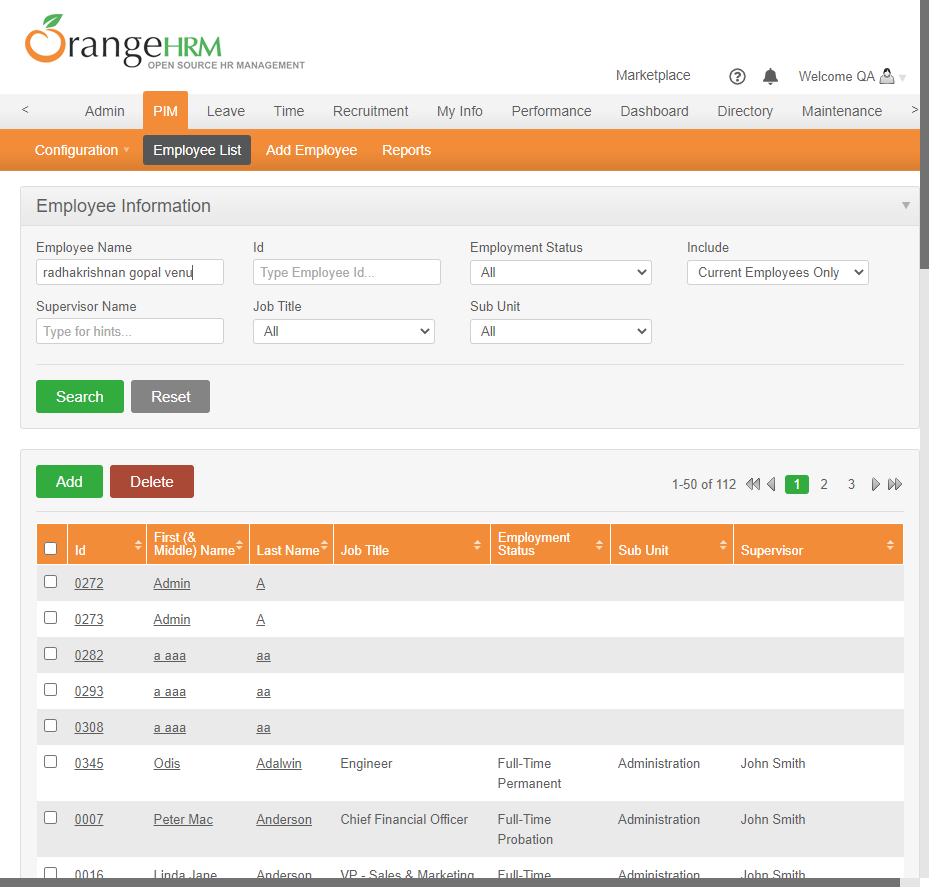 OrangeHRM
OPEN SOURCE HR MANAGEMENT
Marketplace ? Welcome QA
< Admin PIM Leave Time Recruitment My Info Performance Dashboard Directory Maintenance >
Configuration Employee List Add Employee Reports
Employee Information
Employee Name Id Employment Status Include
radhakrishnan gopal venu Type Employee Id... All Current Employees Only
Supervisor Name Job Title Sub Unit
Type for hints... All All
Search Reset
Add Delete 1-50 of 112 1 2 3
Id First (& Middle) Name Last Name Job Title Employment Status Sub Unit Supervisor
0272 Admin A
0273 Admin A
0282 a aaa aa
0293 a aaa aa
0308 a aaa aa
0345 Odis Adalwin Engineer Full-Time Administration John Smith
Permanent
0007 Peter Mac Anderson Chief Financial Officer Full-Time Administration John Smith
Probation
0016 Linda Jane Anderson VP - Sales & Marketing Full-Time Administration John Smith